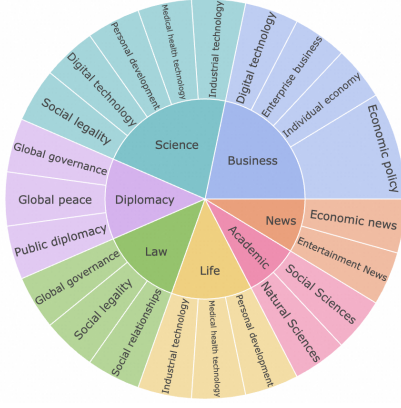 Science
Business
Diplomacy
Law
Life
Academic
News
Social legality
Digital technology
Personal development
Medical health technology
Industrial technology
Digital technology
Enterprise business
Individual economy
Economic policy
Economic news
Entertainment News
Social Sciences
Natural Sciences
Personal development
Medical health technology
Industrial technology
Social relationships
Social legality
Global governance
Public diplomacy
Global peace
Global governance